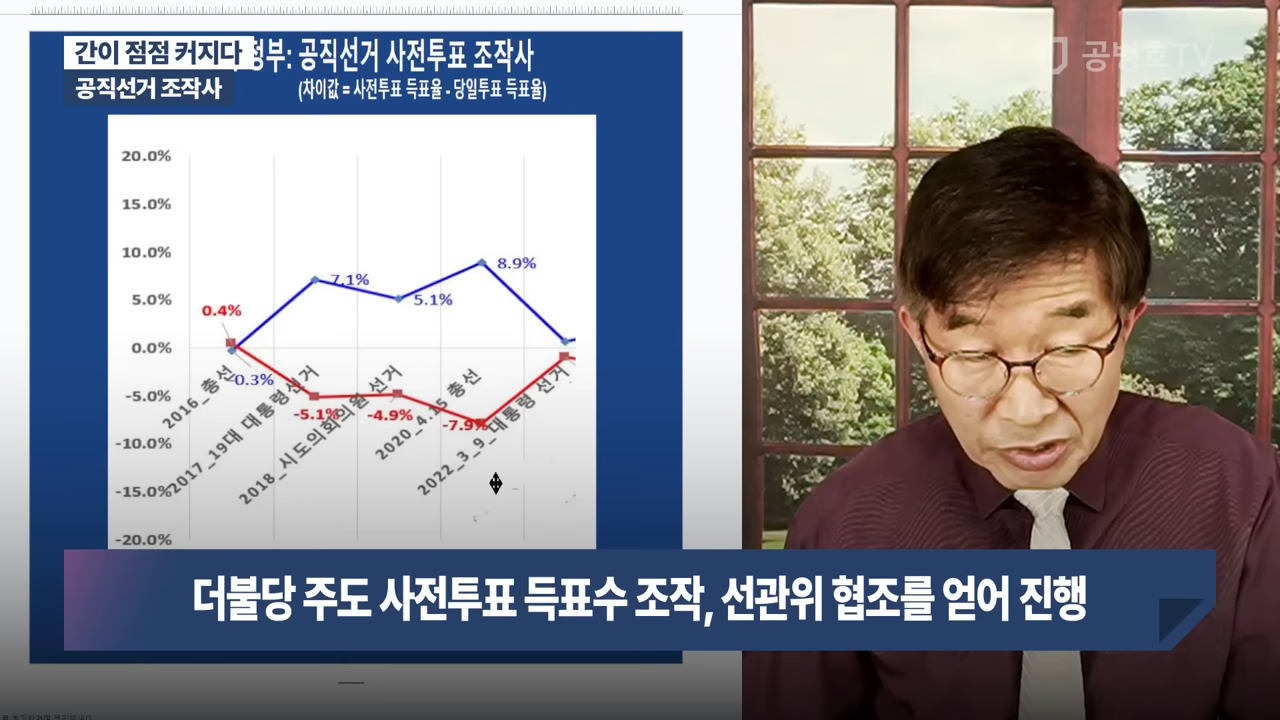 간이 점점 커지다
정부: 공직선거 사전투표 조작사
공직선거 조작사
(차이값 = 사전투표 득표율 - 당일투표 득표율)
공병호TV
20.0%
15.0%
10.0%
5.0%
0.0%
-5.0%
-10.0%
-15.0%
-20.0%
0.4%
-0.3%
7.1%
-5.1%
5.1%
-4.9%
8.9%
-7.9%
2016_총선
2017_19대 대통령선거
2018_시도의회의원 선거
2020_4.15 총선
2022_3_9_대통령 선거
더불당 주도 사전투표 득표수 조작, 선관위 협조를 얻어 진행